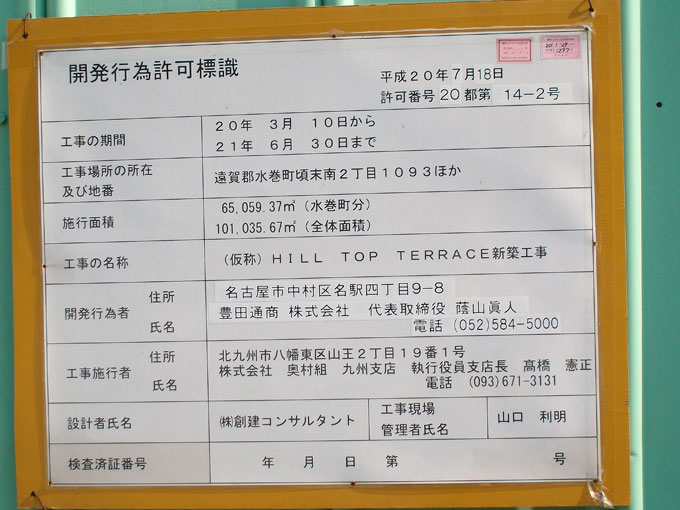 開発行為許可標識
平成20年7月18日
許可番号20都第 14-2号
工事の期間
20年 3月 10日から
21年 6月 30日まで
工事場所の所在
及び地番
遠賀郡水巻町頃末南2丁目1093ほか
施行面積
65,059.37㎡(水巻町分)
101,035.67㎡(全体面積)
工事の名称
(仮称)HILL TOP TERRACE新築工事
開発行為者
住所
氏名
名古屋市中村区名駅四丁目9-8
豊田通商 株式会社 代表取締役 蔭山眞人
電話 (052)584-5000
工事施行者
住所
氏名
北九州市八幡東区山王2丁目19番1号
株式会社 奥村組 九州支店 執行役員支店長 髙橋 憲正
電話 (093)671-3131
設計者氏名
㈱創建コンサルタント
工事現場
管理者氏名
山口 利明
検査済証番号
年 月 日 第 号